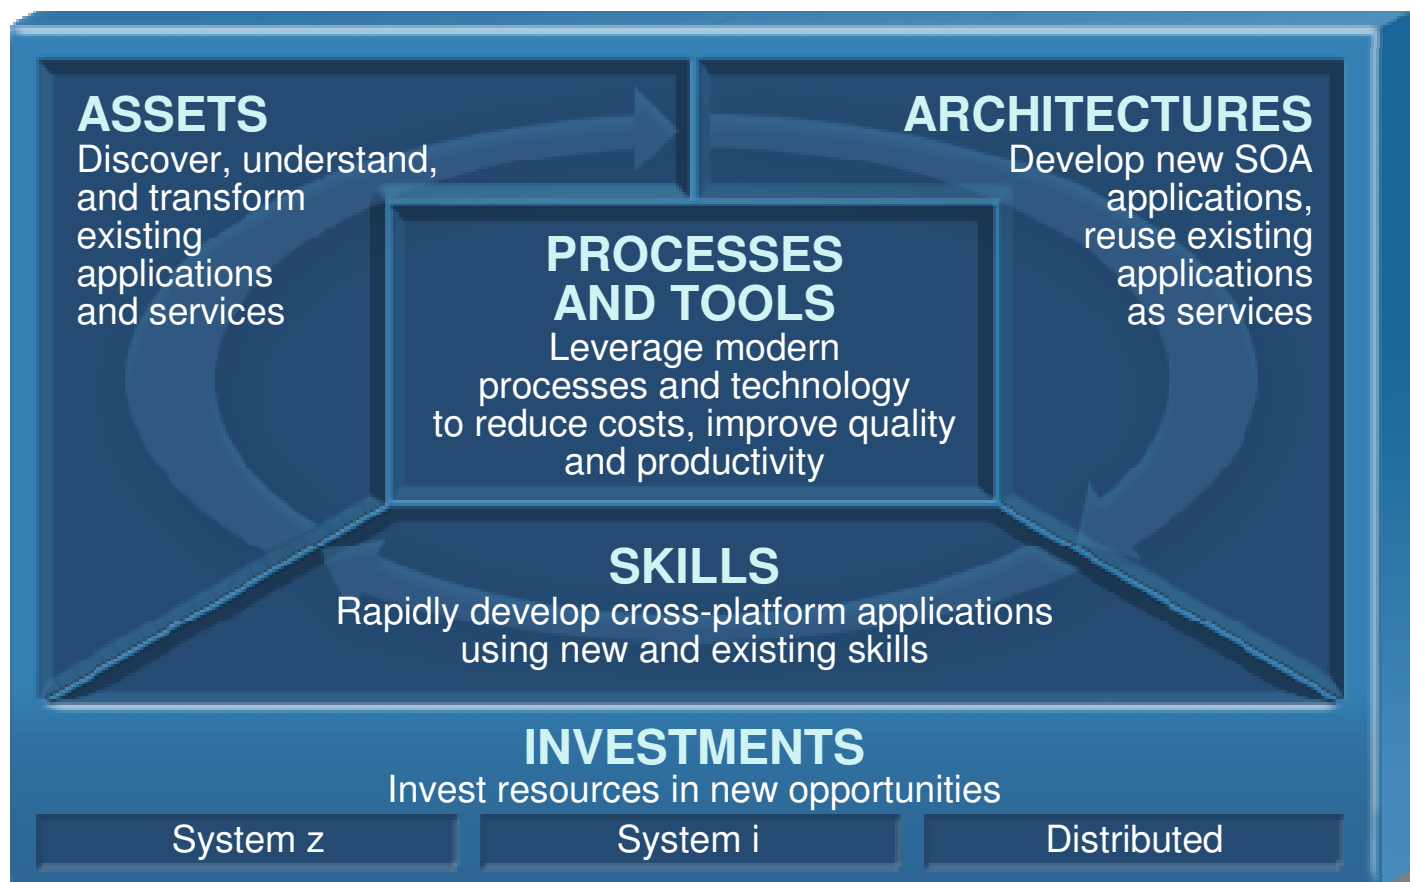 ASSETS
Discover, understand,
and transform
existing
applications
and services
ARCHITECTURES
Develop new SOA
applications,
reuse existing
applications
as services
PROCESSES
AND TOOLS
Leverage modern
processes and technology
to reduce costs, improve quality
and productivity
SKILLS
Rapidly develop cross-platform applications
using new and existing skills
INVESTMENTS
Invest resources in new opportunities
System z
System i
Distributed